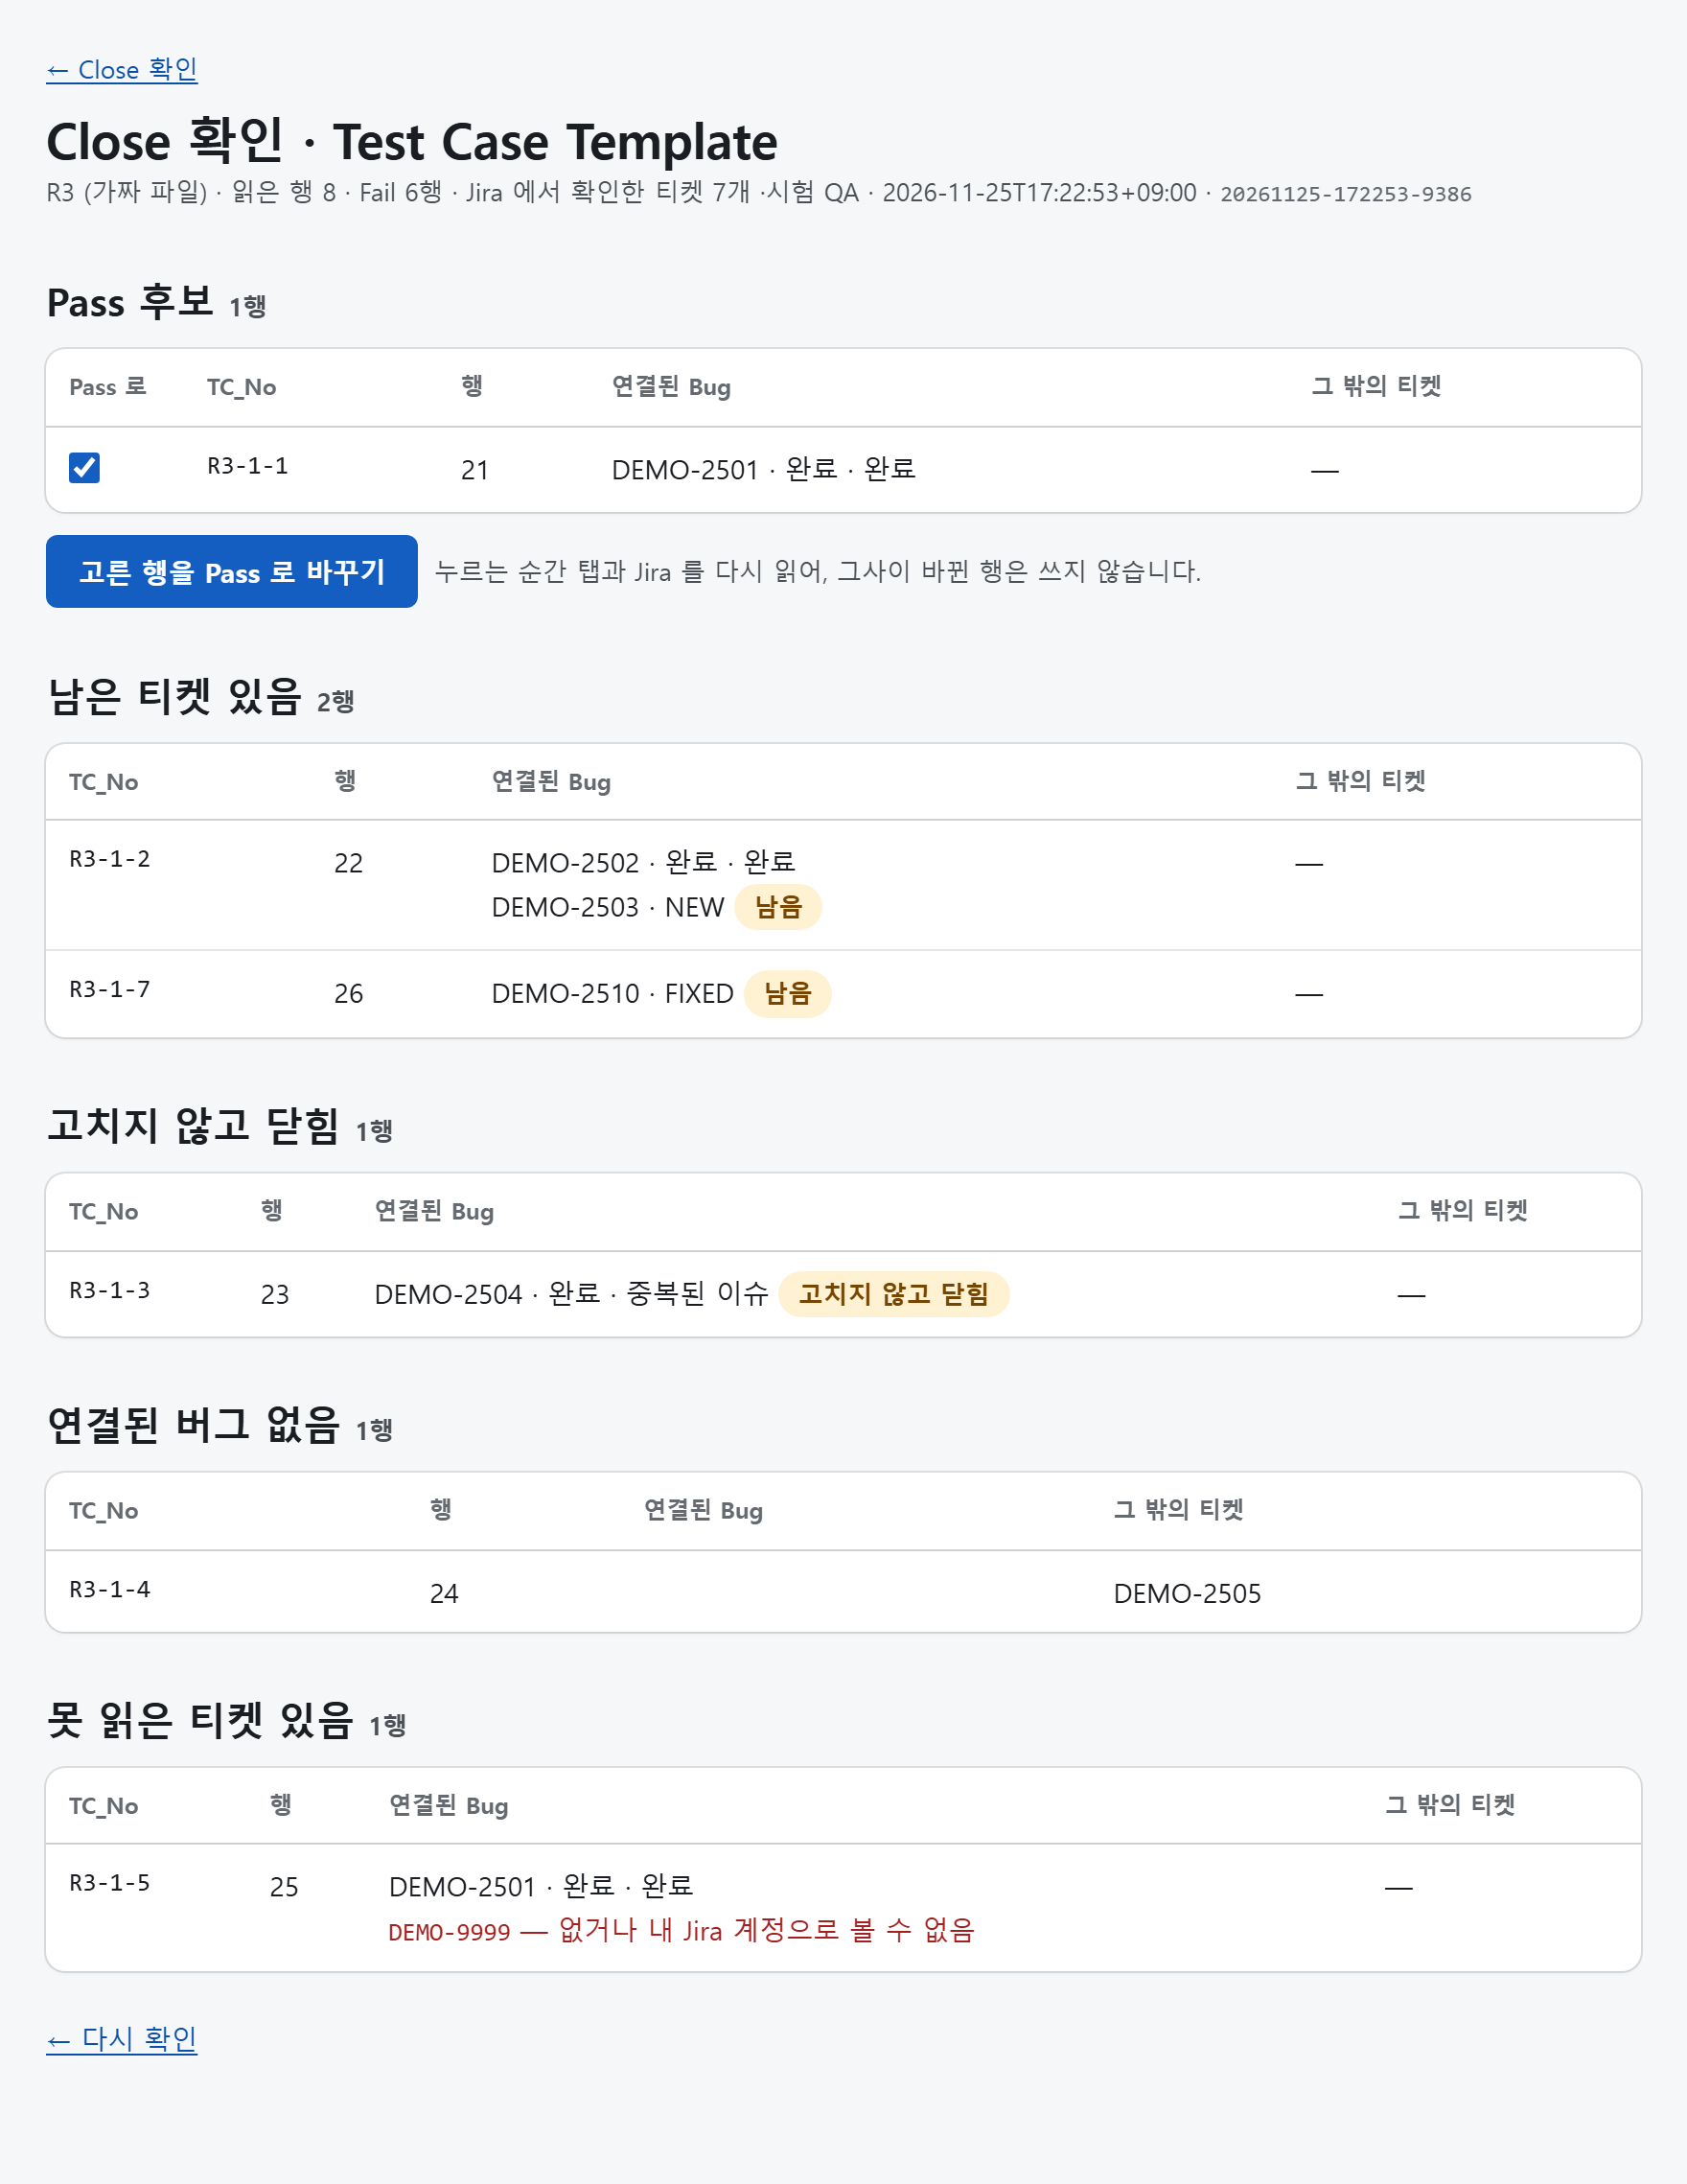 ← Close 확인
Close 확인 · Test Case Template
R3 (가짜 파일) · 읽은 행 8 · Fail 6행 · Jira 에서 확인한 티켓 7개 ·시험 QA · 2026-11-25T17:22:53+09:00 · 20261125-172253-9386
Pass 후보 1행
Pass 로 TC_No 행 연결된 Bug 그 밖의 티켓
R3-1-1 21 DEMO-2501 · 완료 · 완료 —
고른 행을 Pass 로 바꾸기 누르는 순간 탭과 Jira 를 다시 읽어, 그사이 바뀐 행은 쓰지 않습니다.
남은 티켓 있음 2행
TC_No 행 연결된 Bug 그 밖의 티켓
R3-1-2 22 DEMO-2502 · 완료 · 완료 —
DEMO-2503 · NEW 남음
R3-1-7 26 DEMO-2510 · FIXED 남음 —
고치지 않고 닫힘 1행
TC_No 행 연결된 Bug 그 밖의 티켓
R3-1-3 23 DEMO-2504 · 완료 · 중복된 이슈 고치지 않고 닫힘 —
연결된 버그 없음 1행
TC_No 행 연결된 Bug 그 밖의 티켓
R3-1-4 24 DEMO-2505
못 읽은 티켓 있음 1행
TC_No 행 연결된 Bug 그 밖의 티켓
R3-1-5 25 DEMO-2501 · 완료 · 완료 —
DEMO-9999 — 없거나 내 Jira 계정으로 볼 수 없음
← 다시 확인